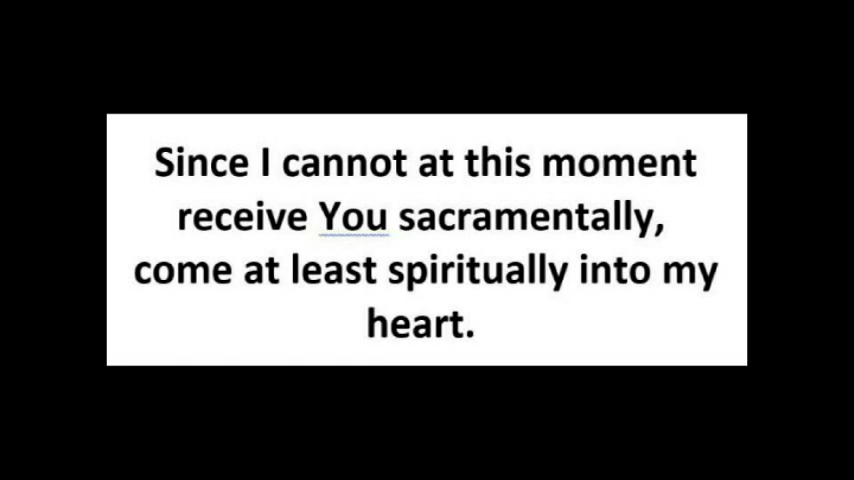 Since I cannot at this moment
receive You sacramentally,
come at least spiritually into my
heart.